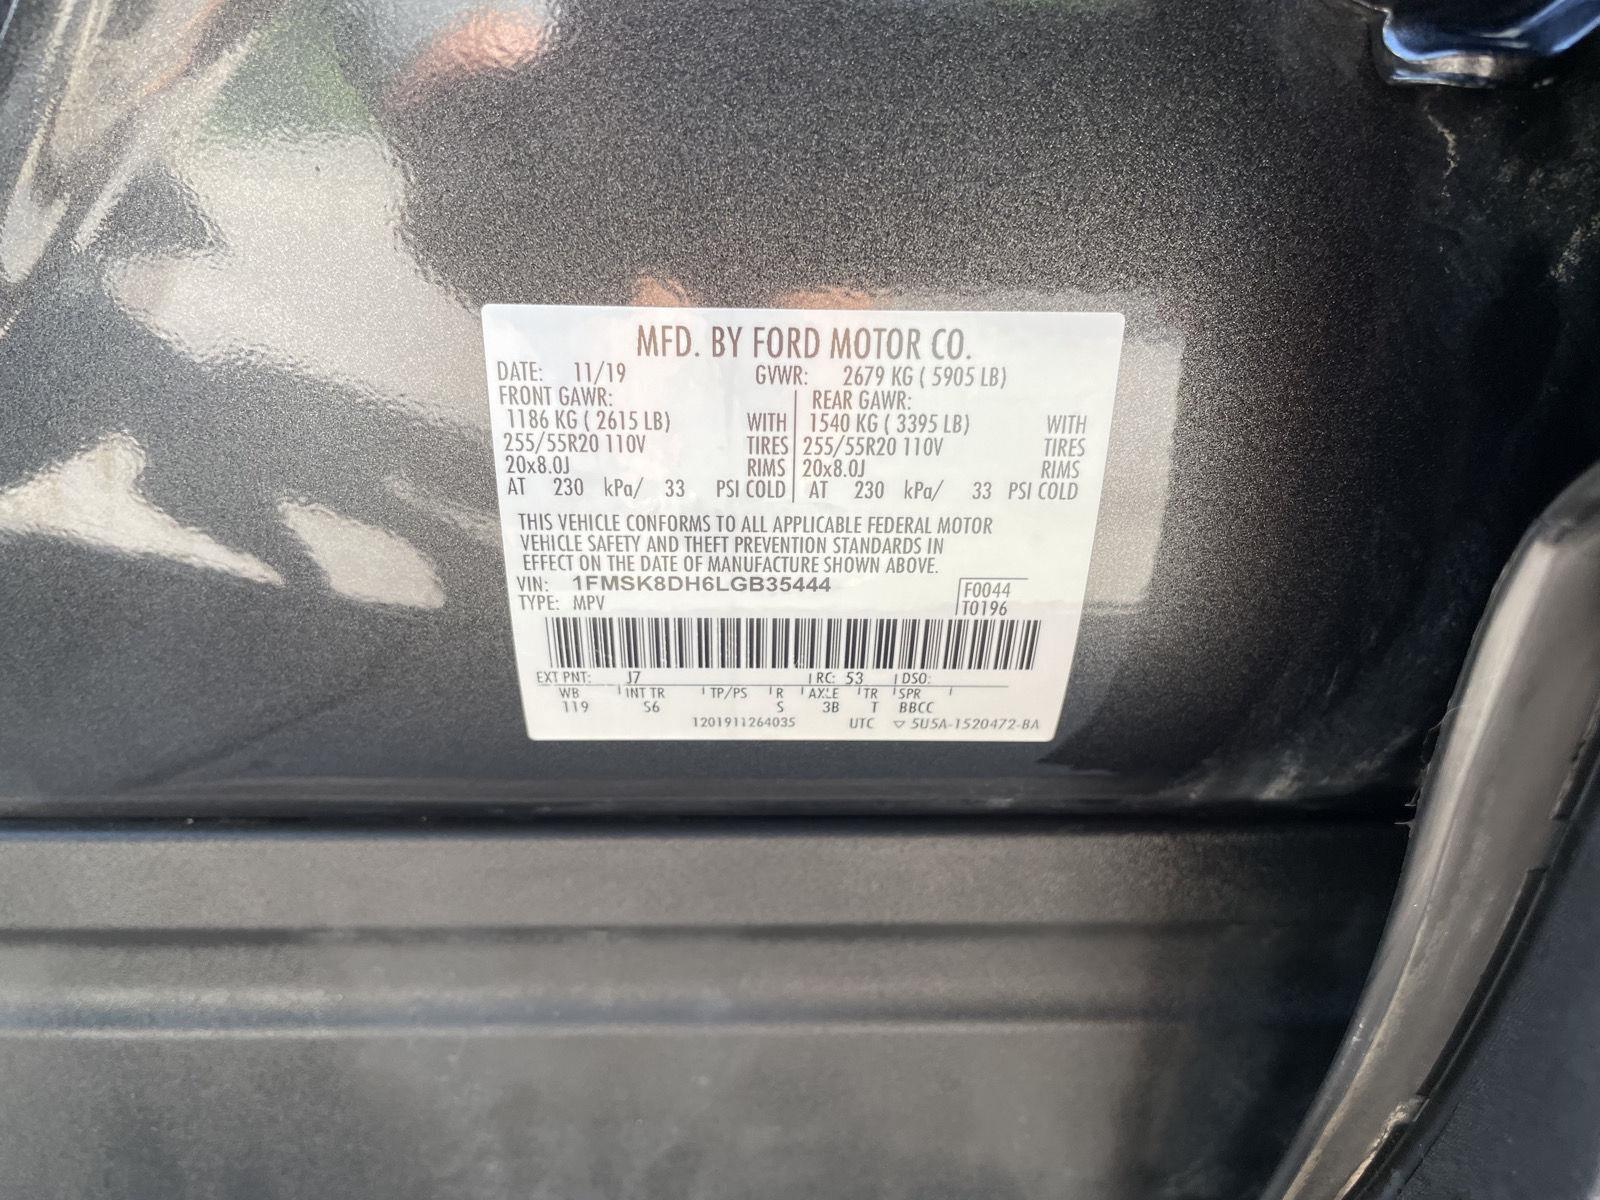 MFD. BY FORD MOTOR CO.
DATE: 11/19 GVWR: 2679 KG ( 5905 LB)
FRONT GAWR: REAR GAWR:
1186 KG ( 2615 LB) WITH 1540 KG ( 3395 LB) WITH
255/55R20 110V TIRES 255/55R20 110V TIRES
20x8.0J RIMS 20x8.0J RIMS
AT 230 kPa/ 33 PSI COLD AT 230 kPa/ 33 PSI COLD
THIS VEHICLE CONFORMS TO ALL APPLICABLE FEDERAL MOTOR
VEHICLE SAFETY AND THEFT PREVENTION STANDARDS IN
EFFECT ON THE DATE OF MANUFACTURE SHOWN ABOVE.
VIN: 1FMSK8DH6LGB35444 F0044
TYPE: MPV T0196
EXT PNT: J7 RC: 53 DSO:
WB INT TR TP/PS R AXLE TR SPR
119 S6 S 3B T BBCC
1201911264035 UTC ▽ 5U5A-1520472-BA